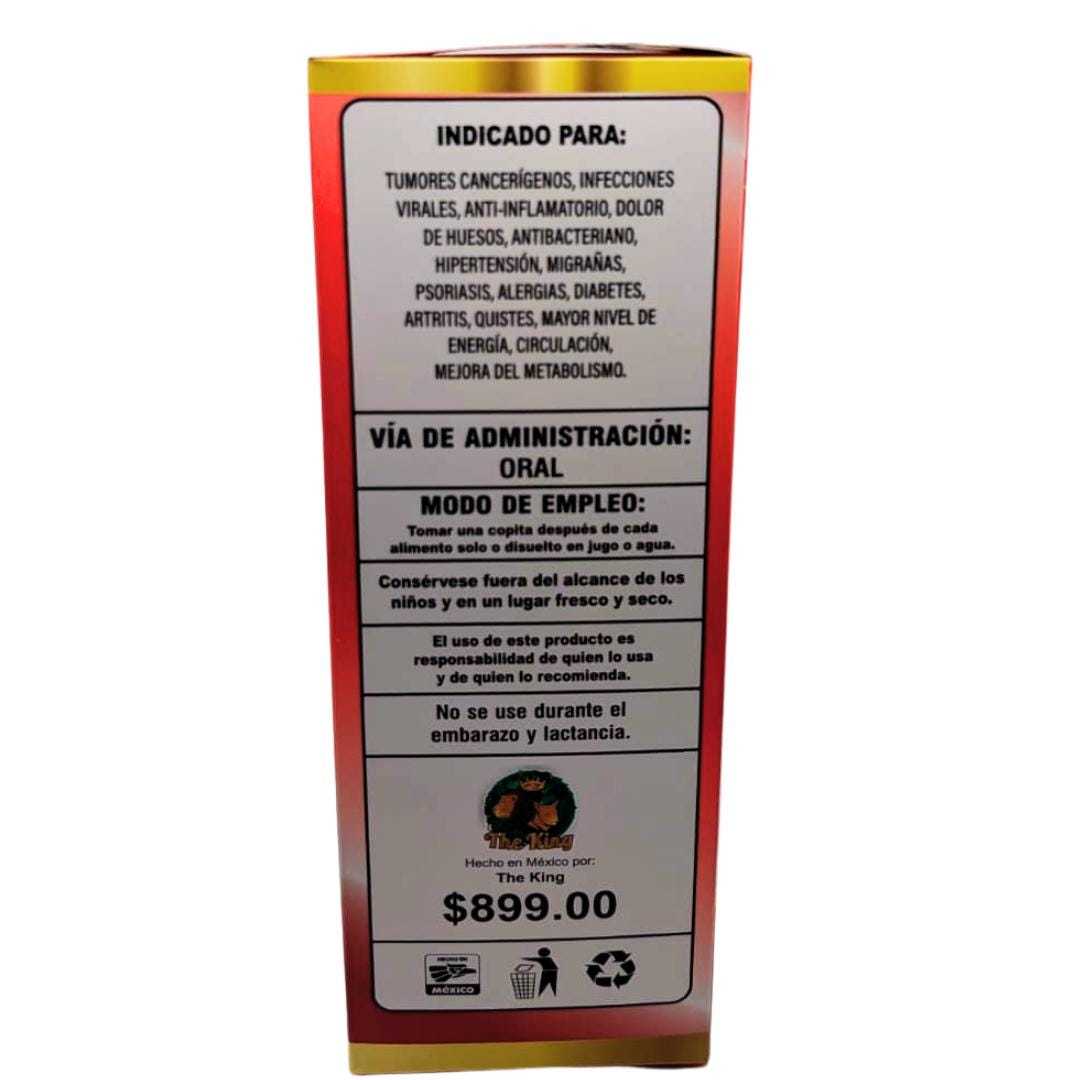 INDICADO PARA:
TUMORES CANCERÍGENOS, INFECCIONES
VIRALES, ANTI-INFLAMATORIO, DOLOR
DE HUESOS, ANTIBACTERIANO,
HIPERTENSIÓN, MIGRAÑAS,
PSORIASIS, ALERGIAS, DIABETES,
ARTRITIS, QUISTES, MAYOR NIVEL DE
ENERGÍA, CIRCULACIÓN,
MEJORA DEL METABOLISMO.
VÍA DE ADMINISTRACIÓN:
ORAL
MODO DE EMPLEO:
Tomar una copita después de cada
alimento solo o disuelto en jugo o agua.
Consérvese fuera del alcance de los
niños y en un lugar fresco y seco.
El uso de este producto es
responsabilidad de quien lo usa
y de quien lo recomienda.
No se use durante el
embarazo y lactancia.
The King
Hecho en México por:
The King
$899.00
HECHO EN
MÉXICO